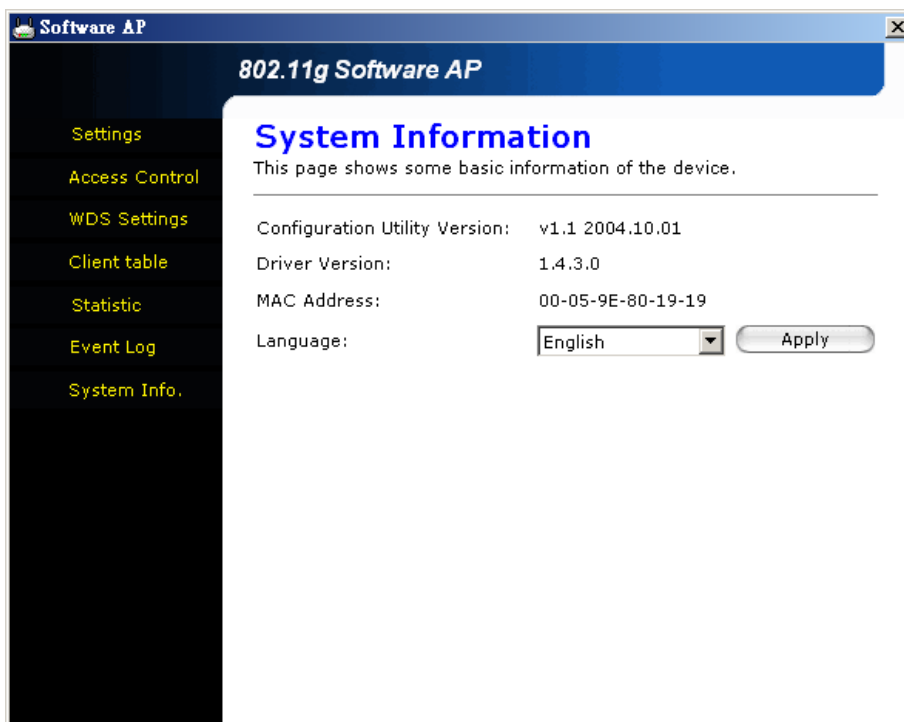 Software AP
802.11g Software AP
Settings
Access Control
WDS Settings
Client table
Statistic
Event Log
System Info.
System Information
This page shows some basic information of the device.
Configuration Utility Version: v1.1 2004.10.01
Driver Version: 1.4.3.0
MAC Address: 00-05-9E-80-19-19
Language: English Apply